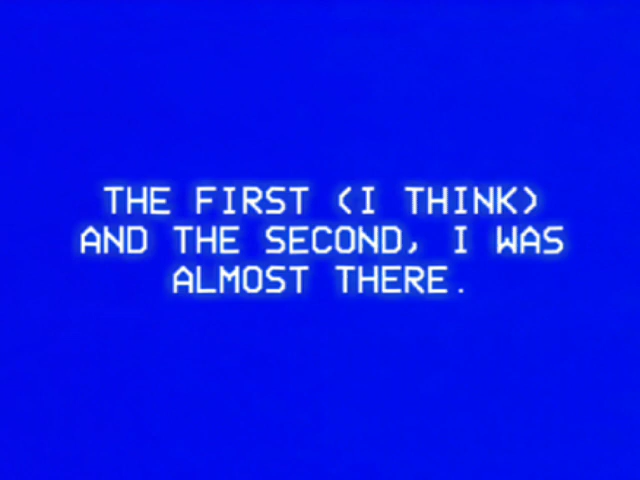 THE FIRST (I THINK)
AND THE SECOND, I WAS
ALMOST THERE.